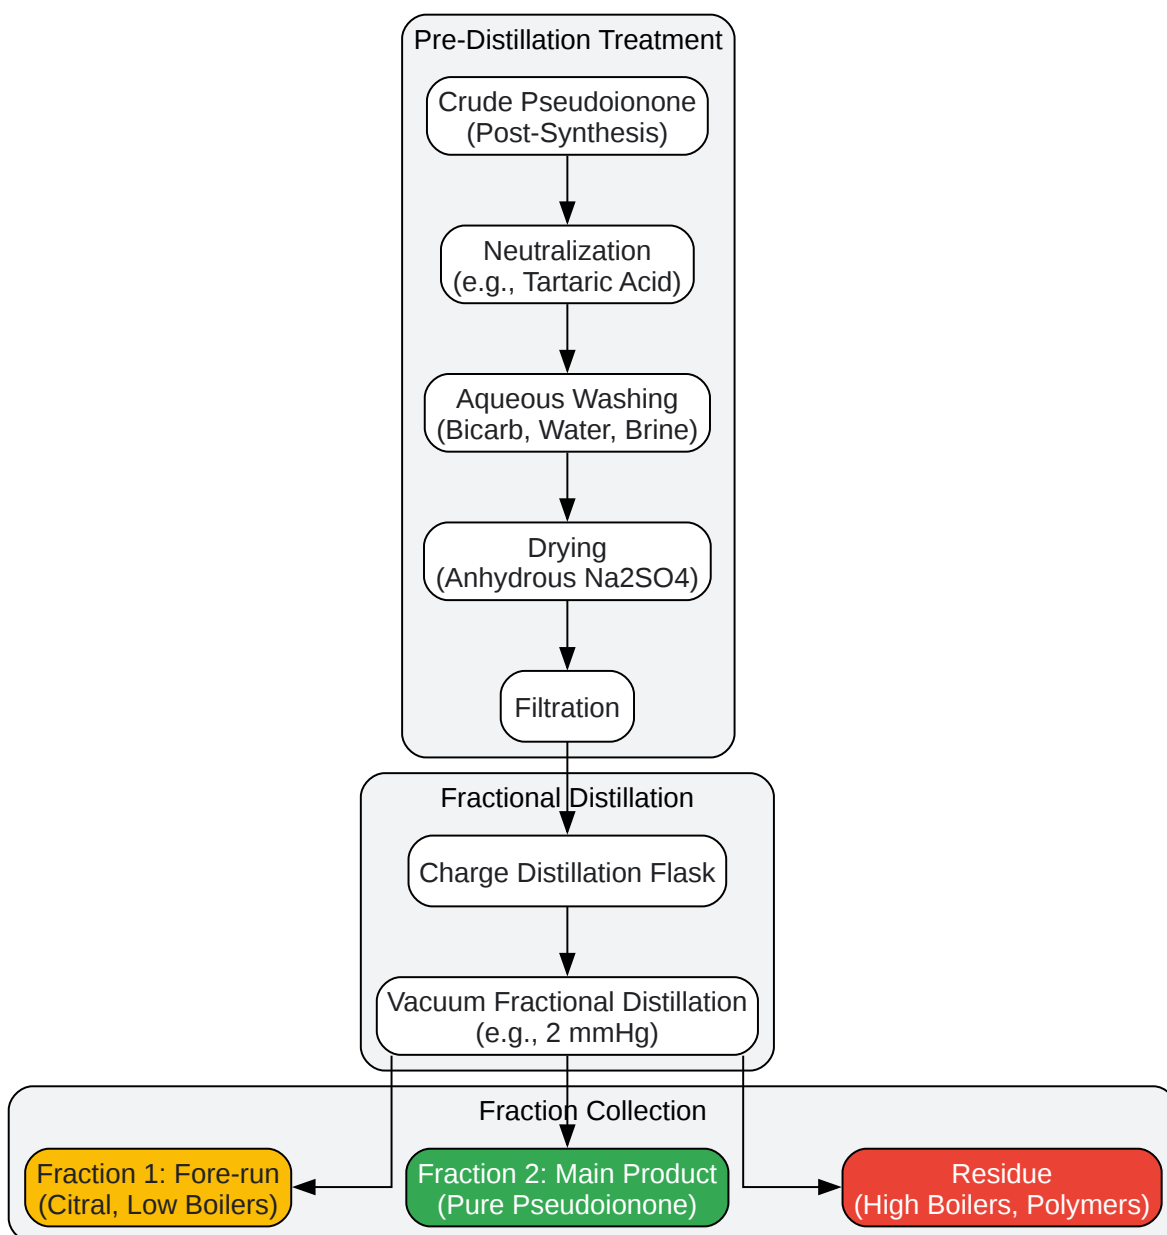 Pre-Distillation Treatment
Crude Pseudoionone
(Post-Synthesis)
Neutralization
(e.g., Tartaric Acid)
Aqueous Washing
(Bicarb, Water, Brine)
Drying
(Anhydrous Na2SO4)
Filtration
Fractional Distillation
Charge Distillation Flask
Vacuum Fractional Distillation
(e.g., 2 mmHg)
Fraction Collection
Fraction 1: Fore-run
(Citral, Low Boilers)
Fraction 2: Main Product
(Pure Pseudoionone)
Residue
(High Boilers, Polymers)